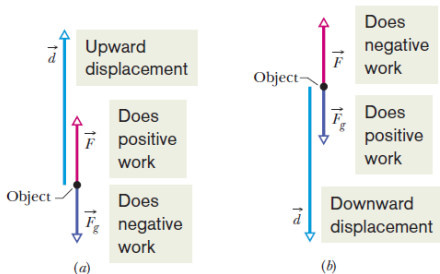 d
Upward
displacement
F
Does
positive
work
Object
Fg
Does
negative
work
(a)
Does
negative
work
F
Object
Fg
Does
positive
work
d
Downward
displacement
(b)